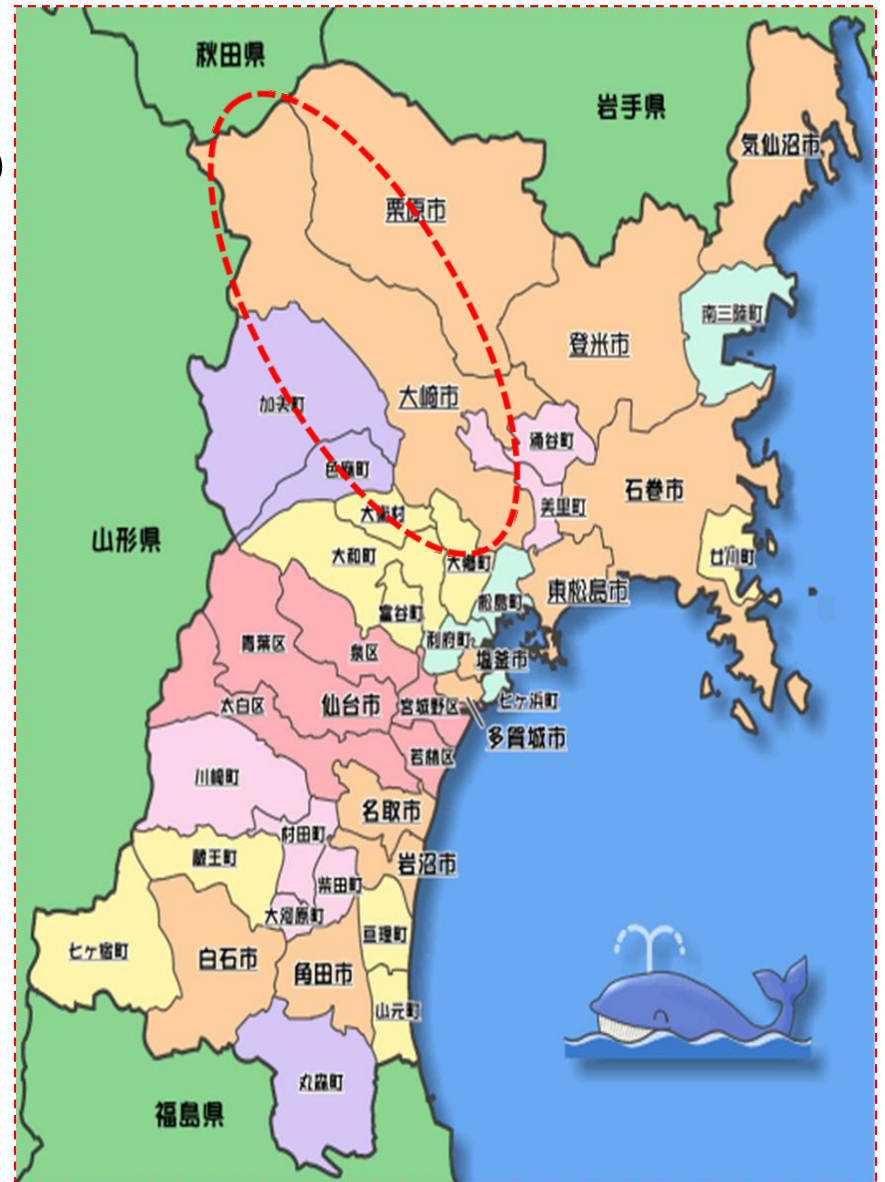 秋田県
岩手県
気仙沼市
)
栗原市
南三陸町
登米市
大崎市
加美町
涌谷町
色麻町
石巻市
美里町
大衡村
山形県
大和町
大郷町
女川町
東松島市
松島町
富谷町
利府町
青葉区
泉区
塩釜市
太白区
仙台市
宮城野区
七ヶ浜町
多賀城市
若林区
川崎町
名取市
村田町
蔵王町
岩沼市
柴田町
大河原町
亘理町
七ヶ宿町
白石市
角田市
山元町
丸森町
福島県